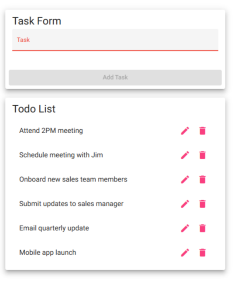 Task Form
Task
Add Task
Todo List
Attend 2PM meeting
Schedule meeting with Jim
Onboard new sales team members
Submit updates to sales manager
Email quarterly update
Mobile app launch